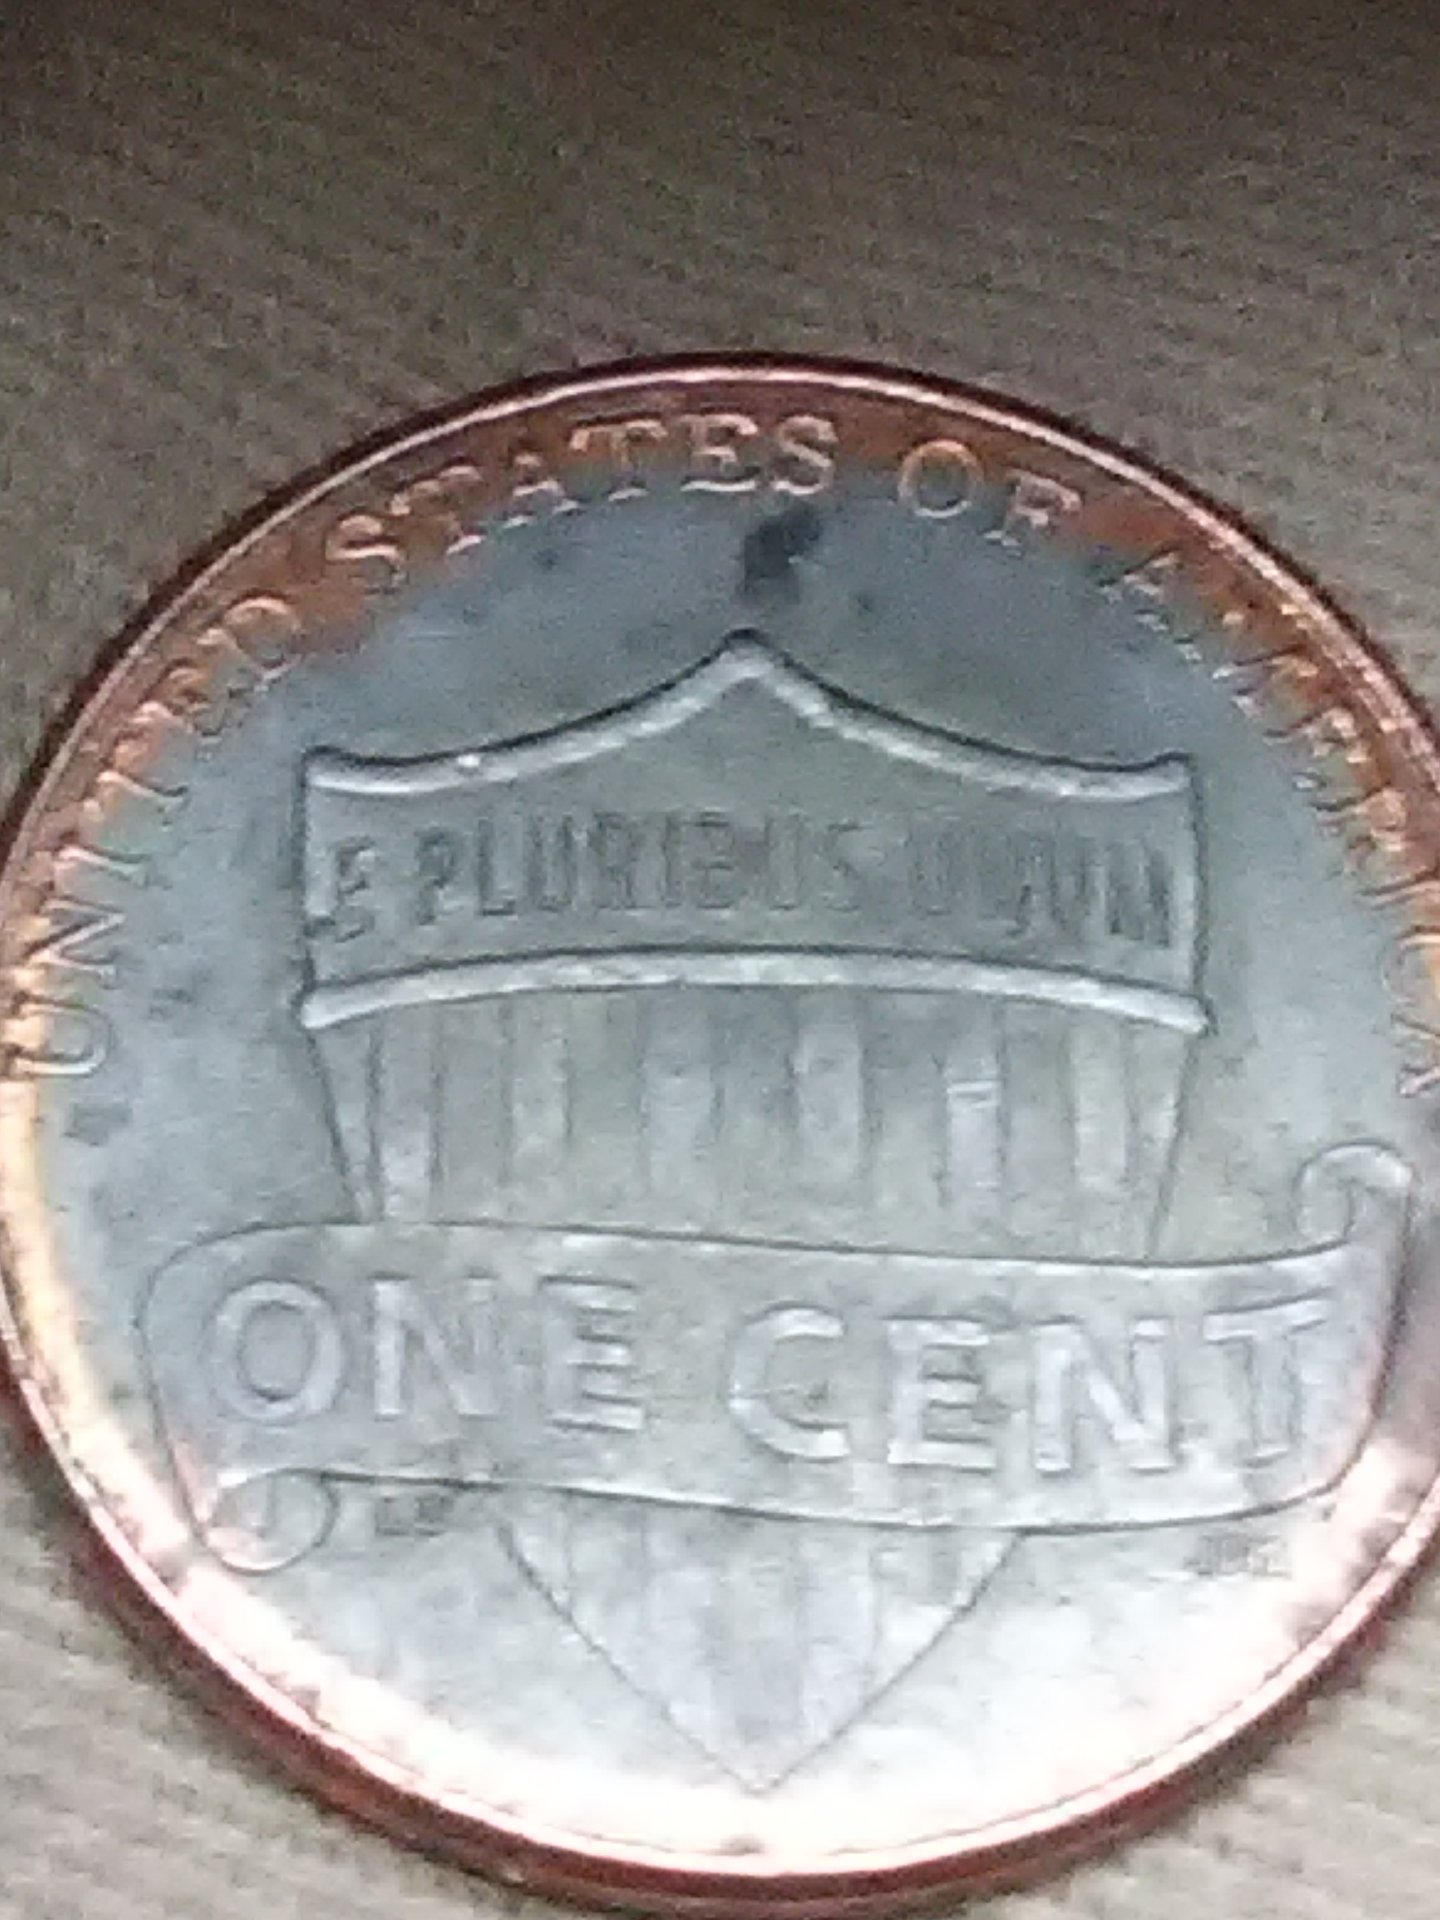 UNITED STATES OF AMERICA
E PLURIBUS UNUM
ONE CENT